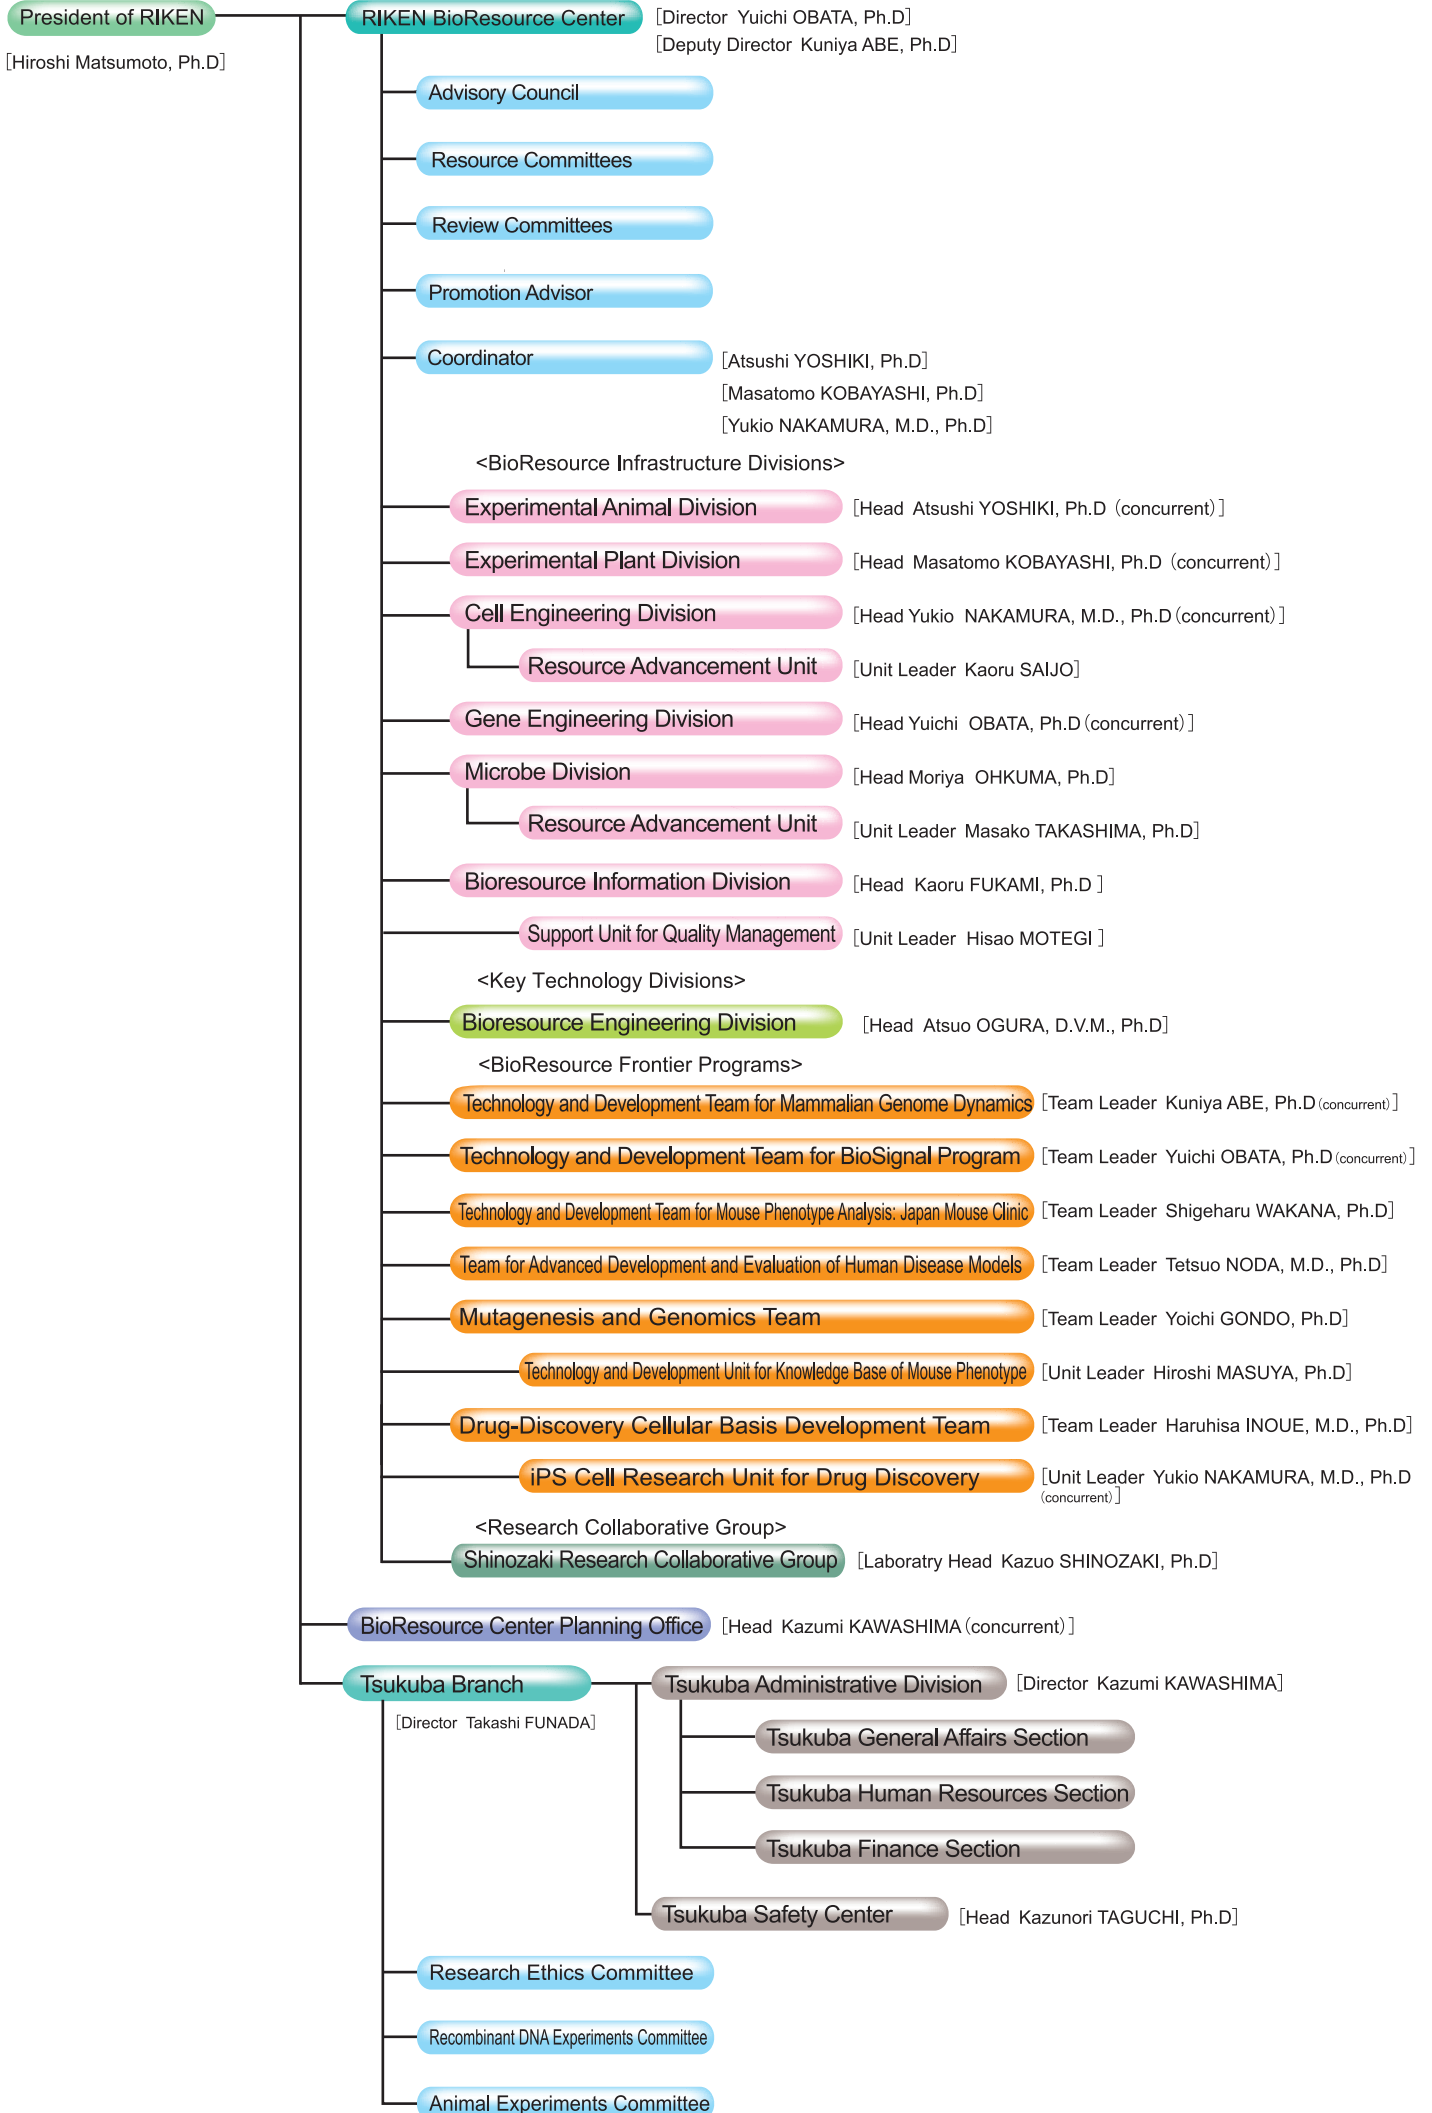 President of RIKEN
[Hiroshi Matsumoto, Ph.D]
RIKEN BioResource Center
[Director Yuichi OBATA, Ph.D]
[Deputy Director Kuniya ABE, Ph.D]
Advisory Council
Resource Committees
Review Committees
Promotion Advisor
Coordinator
[Atsushi YOSHIKI, Ph.D]
[Masatomo KOBAYASHI, Ph.D]
[Yukio NAKAMURA, M.D., Ph.D]
<BioResource Infrastructure Divisions>
Experimental Animal Division [Head Atsushi YOSHIKI, Ph.D (concurrent)]
Experimental Plant Division [Head Masatomo KOBAYASHI, Ph.D (concurrent)]
Cell Engineering Division [Head Yukio NAKAMURA, M.D., Ph.D (concurrent)]
Resource Advancement Unit [Unit Leader Kaoru SAIJO]
Gene Engineering Division [Head Yuichi OBATA, Ph.D (concurrent)]
Microbe Division [Head Moriya OHKUMA, Ph.D]
Resource Advancement Unit [Unit Leader Masako TAKASHIMA, Ph.D]
Bioresource Information Division [Head Kaoru FUKAMI, Ph.D ]
Support Unit for Quality Management [Unit Leader Hisao MOTEGI ]
<Key Technology Divisions>
Bioresource Engineering Division [Head Atsuo OGURA, D.V.M., Ph.D]
<BioResource Frontier Programs>
Technology and Development Team for Mammalian Genome Dynamics [Team Leader Kuniya ABE, Ph.D (concurrent)]
Technology and Development Team for BioSignal Program [Team Leader Yuichi OBATA, Ph.D (concurrent)]
Technology and Development Team for Mouse Phenotype Analysis: Japan Mouse Clinic [Team Leader Shigeharu WAKANA, Ph.D]
Team for Advanced Development and Evaluation of Human Disease Models [Team Leader Tetsuo NODA, M.D., Ph.D]
Mutagenesis and Genomics Team [Team Leader Yoichi GONDO, Ph.D]
Technology and Development Unit for Knowledge Base of Mouse Phenotype [Unit Leader Hiroshi MASUYA, Ph.D]
Drug-Discovery Cellular Basis Development Team [Team Leader Haruhisa INOUE, M.D., Ph.D]
iPS Cell Research Unit for Drug Discovery [Unit Leader Yukio NAKAMURA, M.D., Ph.D
(concurrent)]
<Research Collaborative Group>
Shinozaki Research Collaborative Group [Laboratry Head Kazuo SHINOZAKI, Ph.D]
BioResource Center Planning Office [Head Kazumi KAWASHIMA (concurrent)]
Tsukuba Branch
[Director Takashi FUNADA]
Tsukuba Administrative Division [Director Kazumi KAWASHIMA]
Tsukuba General Affairs Section
Tsukuba Human Resources Section
Tsukuba Finance Section
Tsukuba Safety Center [Head Kazunori TAGUCHI, Ph.D]
Research Ethics Committee
Recombinant DNA Experiments Committee
Animal Experiments Committee